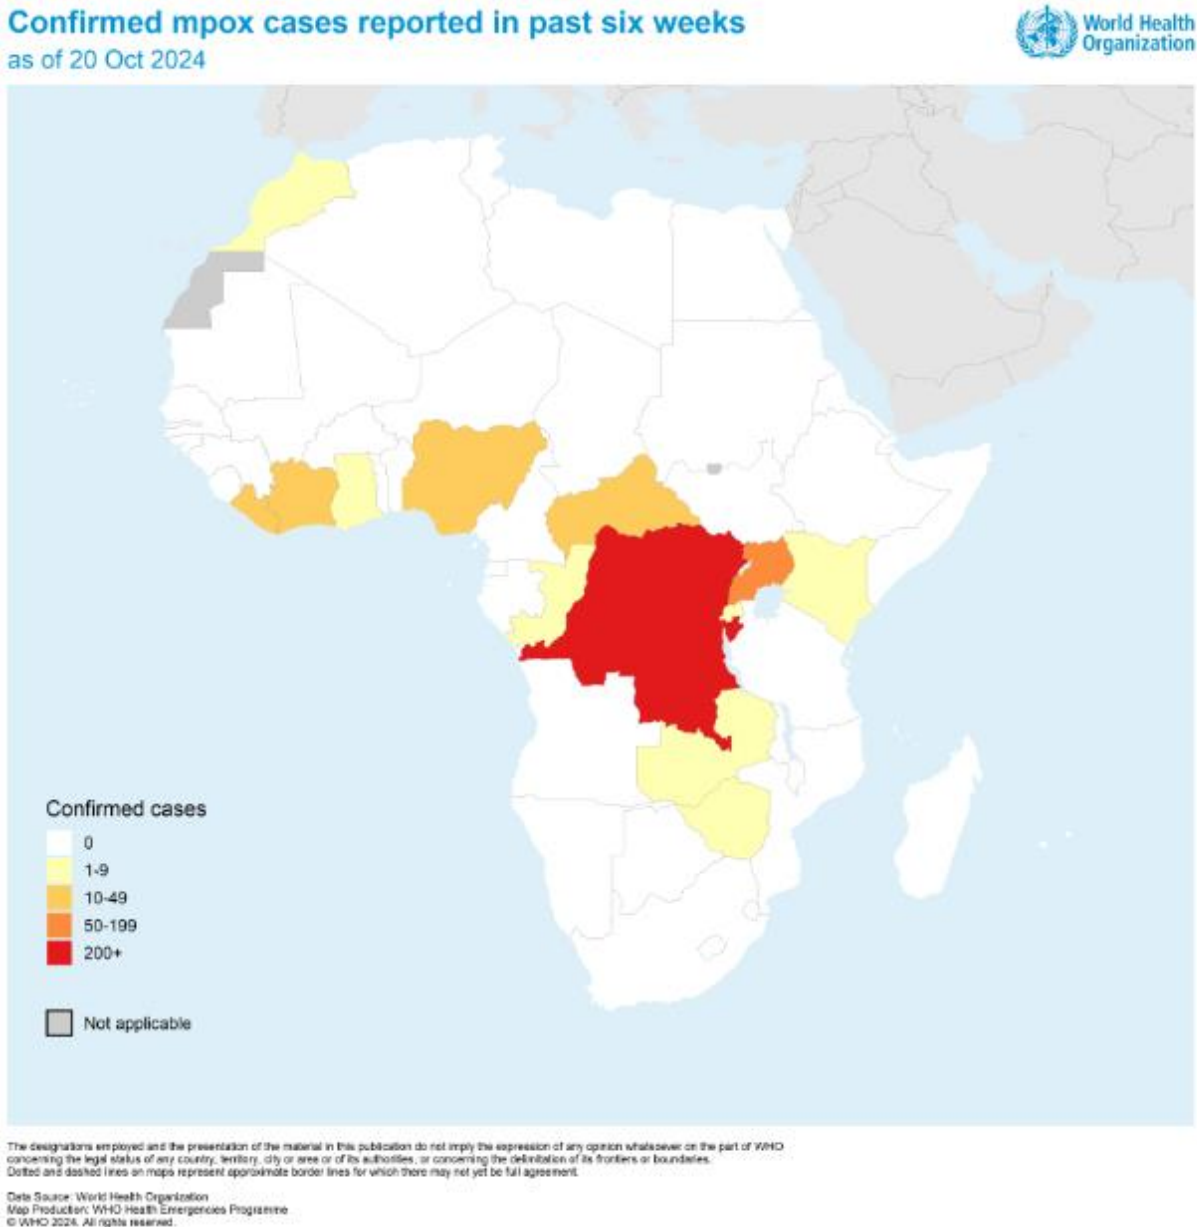 Confirmed mpox cases reported in past six weeks
as of 20 Oct 2024
World Health
Organization
Confirmed cases
0
1-9
10-49
50-199
200+
Not applicable
The designations employed and the presentation of the material in this publication do not imply the expression of any opinion whatsoever on the part of WHO
concerning the legal status of any country, territory, city or area or of its authorities, or concerning the delimitation of its frontiers or boundaries.
Dotted and dashed lines on maps represent approximate border lines for which there may not yet be full agreement.
Data Source: World Health Organization
Map Production: WHO Health Emergencies Programme
© WHO 2024. All rights reserved.